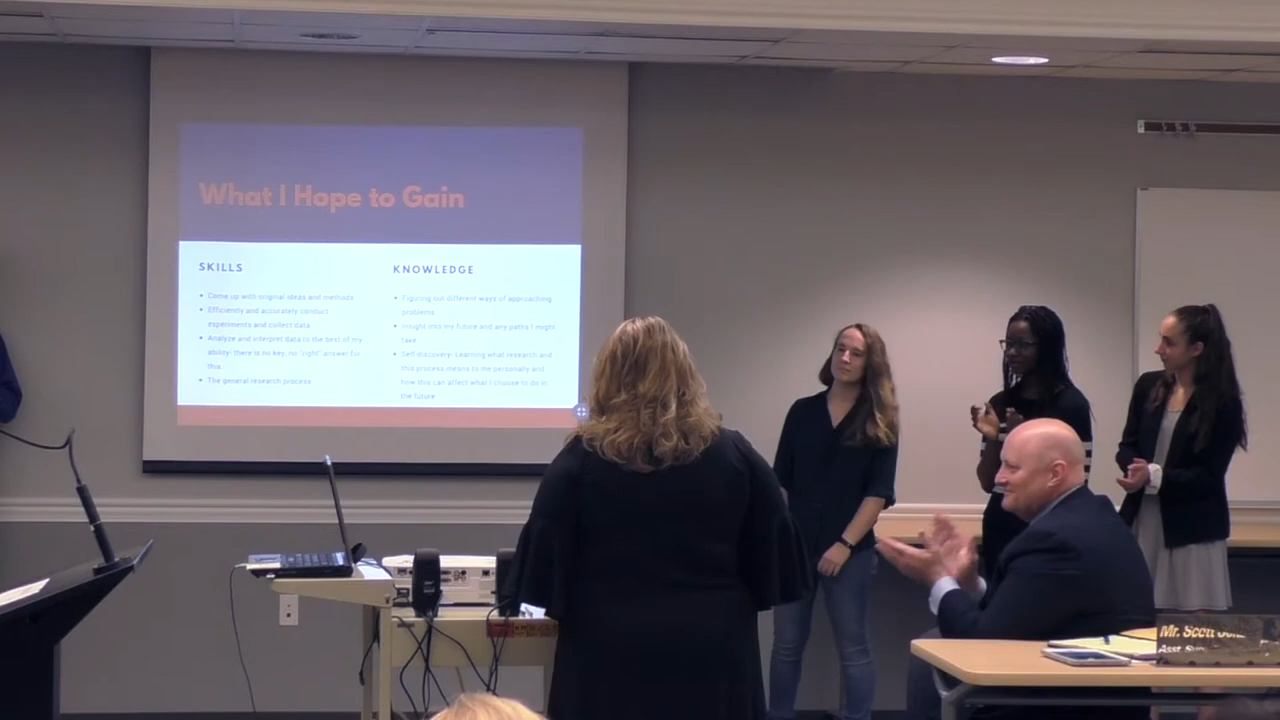 What I Hope to Gain
SKILLS
Come up with original ideas and methods
Efficiently and accurately conduct
experiments and collect data
Analyze and interpret data to the best of my
ability: there is no key, no "right" answer for
this
The general research process
KNOWLEDGE
Figuring out different ways of approaching
problems
Insight into my future and any paths I might
take
Self-discovery: Learning what research and
this process means to me personally and
how this can affect what I choose to do in
the future
Mr. Scott
Asst.